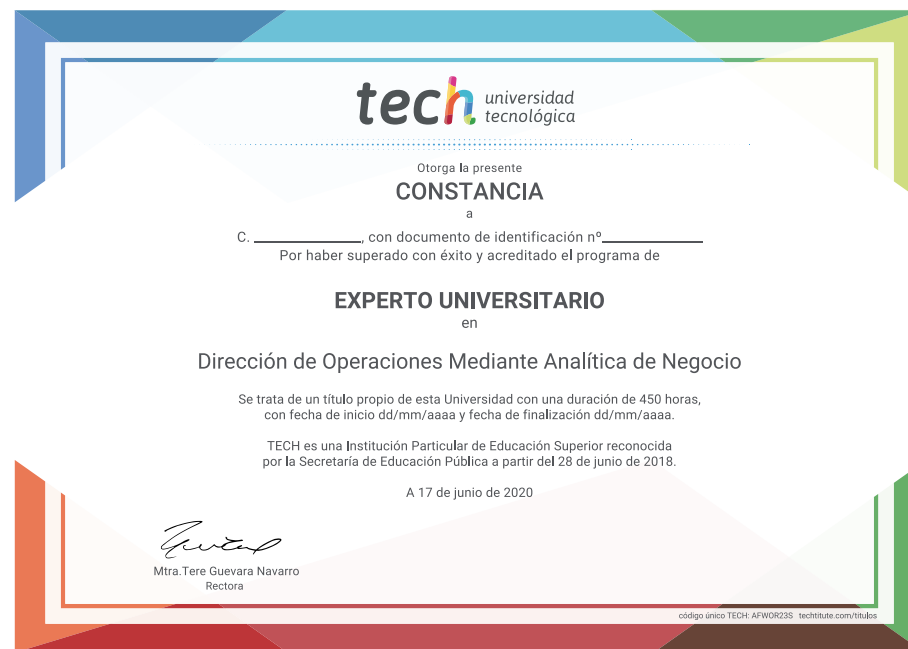 tech universidad
tecnológica
Otorga la presente
CONSTANCIA
a
C. ____________, con documento de identificación nº____________
Por haber superado con éxito y acreditado el programa de
EXPERTO UNIVERSITARIO
en
Dirección de Operaciones Mediante Analítica de Negocio
Se trata de un título propio de esta Universidad con una duración de 450 horas,
con fecha de inicio dd/mm/aaaa y fecha de finalización dd/mm/aaaa.
TECH es una Institución Particular de Educación Superior reconocida
por la Secretaría de Educación Pública a partir del 28 de junio de 2018.
A 17 de junio de 2020
Mtra.Tere Guevara Navarro
Rectora
código único TECH: AFWOR23S techtitute.com/titulos